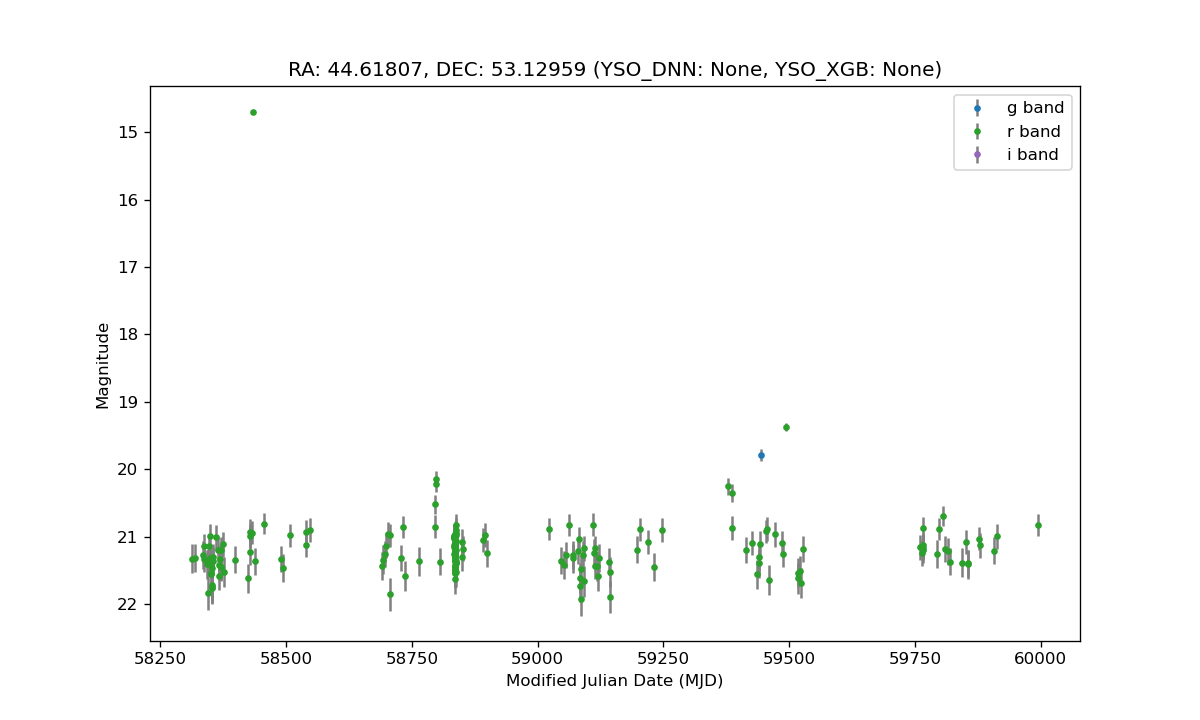 RA: 44.61807, DEC: 53.12959 (YSO_DNN: None, YSO_XGB: None)
g band
r band
i band
15
16
17
18
19
20
21
22
Magnitude
58250 58500 58750 59000 59250 59500 59750 60000
Modified Julian Date (MJD)